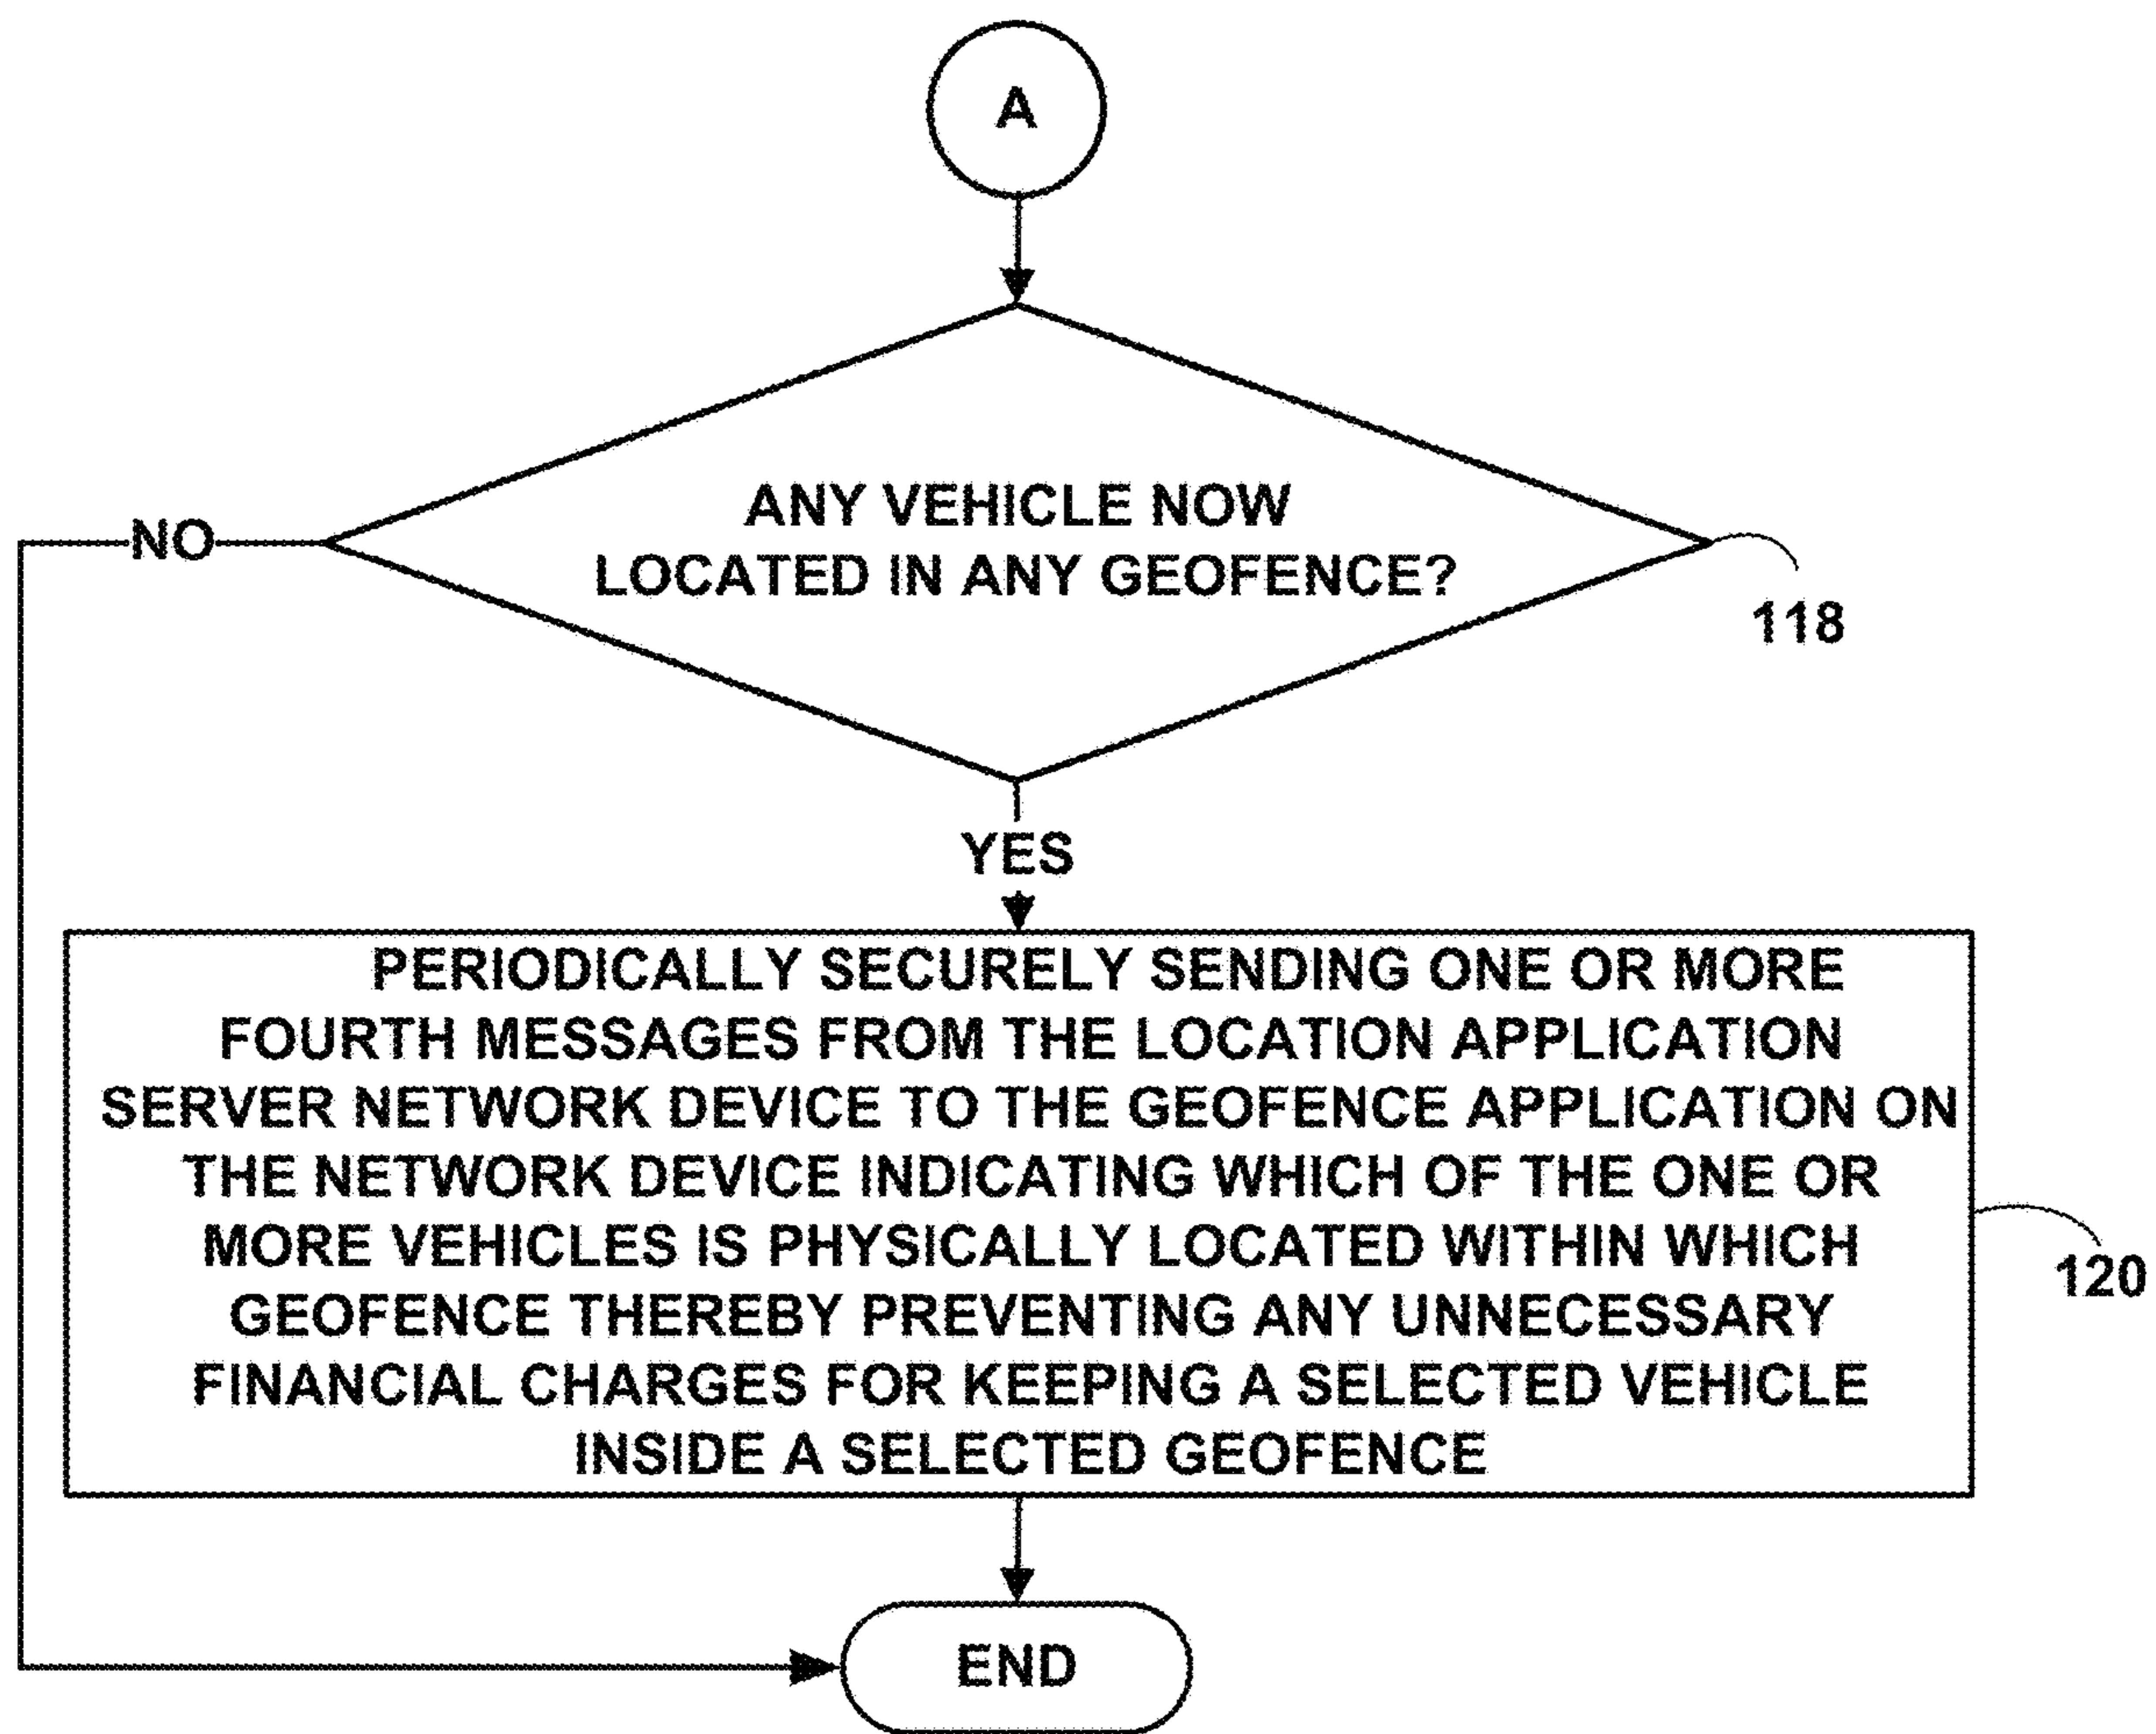 A
ANY VEHICLE NOW
LOCATED IN ANY GEOFENCE?
NO
118
YES
PERIODICALLY SECURELY SENDING ONE OR MORE
FOURTH MESSAGES FROM THE LOCATION APPLICATION
SERVER NETWORK DEVICE TO THE GEOFENCE APPLICATION ON
THE NETWORK DEVICE INDICATING WHICH OF THE ONE OR
MORE VEHICLES IS PHYSICALLY LOCATED WITHIN WHICH
GEOFENCE THEREBY PREVENTING ANY UNNECESSARY
FINANCIAL CHARGES FOR KEEPING A SELECTED VEHICLE
INSIDE A SELECTED GEOFENCE
120
END